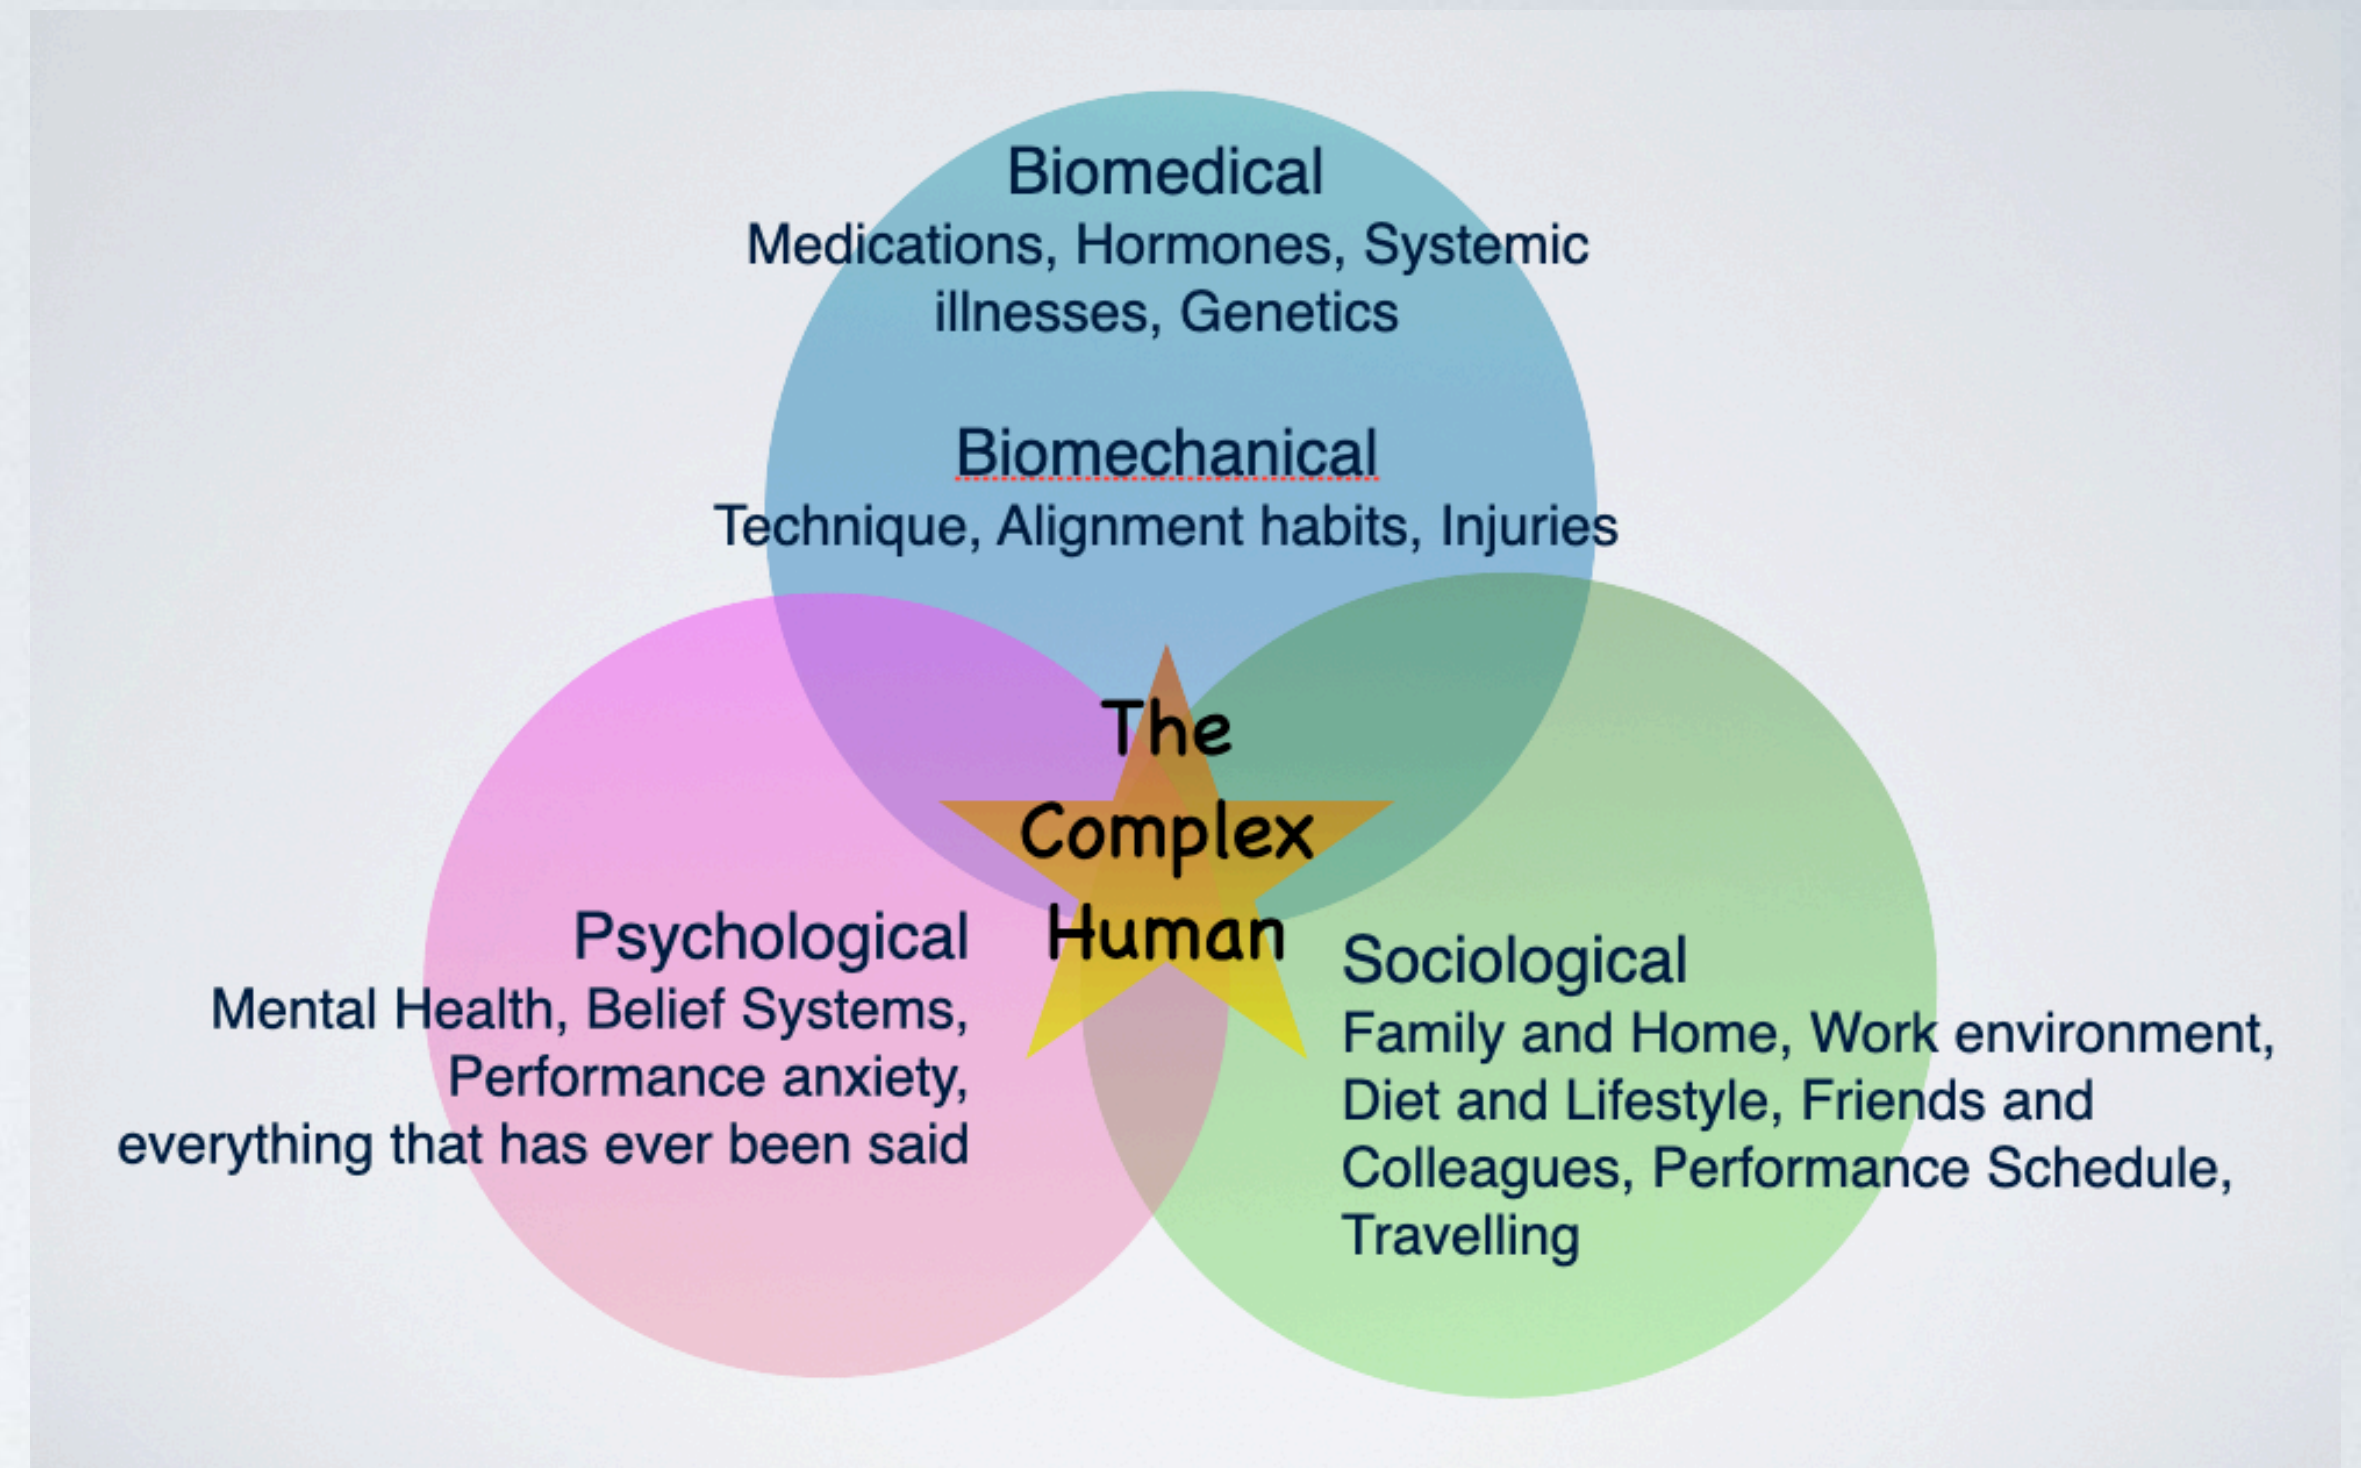 Biomedical
Medications, Hormones, Systemic
illnesses, Genetics
Biomechanical
Technique, Alignment habits, Injuries
The
Complex
Human
Psychological
Mental Health, Belief Systems,
Performance anxiety,
everything that has ever been said
Sociological
Family and Home, Work environment,
Diet and Lifestyle, Friends and
Colleagues, Performance Schedule,
Travelling